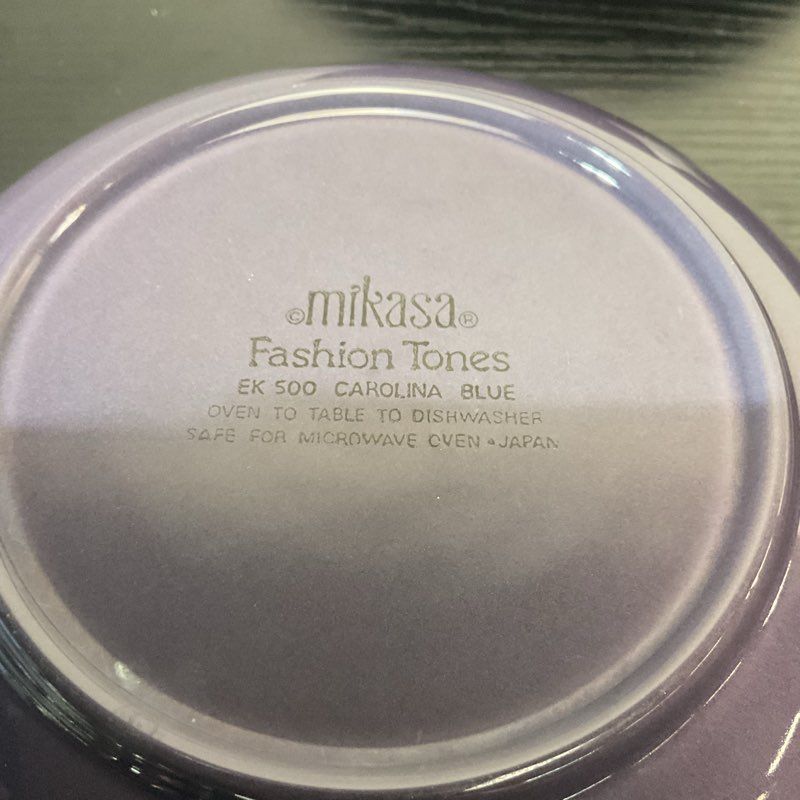 ©mikasa®
Fashion Tones
EK 500 CAROLINA BLUE
OVEN TO TABLE TO DISHWASHER
SAFE FOR MICROWAVE OVEN • JAPAN